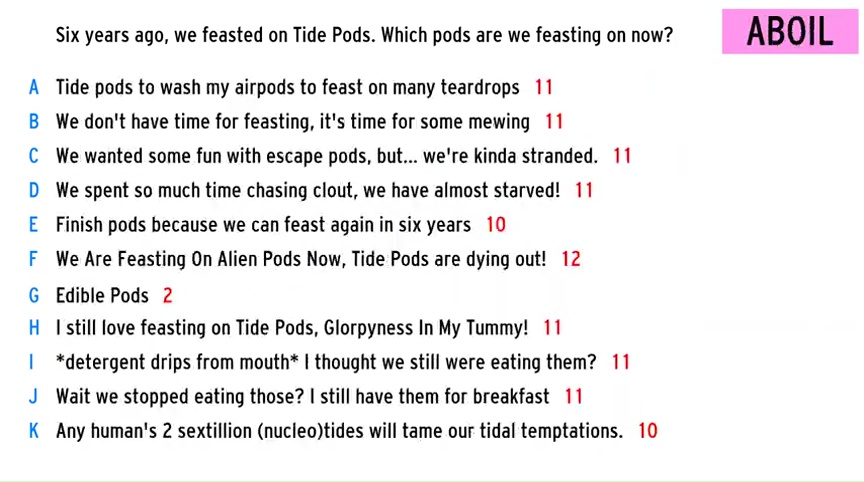 Six years ago, we feasted on Tide Pods. Which pods are we feasting on now?
ABOIL
A Tide pods to wash my airpods to feast on many teardrops 11
B We don't have time for feasting, it's time for some mewing 11
C We wanted some fun with escape pods, but... we're kinda stranded. 11
D We spent so much time chasing clout, we have almost starved! 11
E Finish pods because we can feast again in six years 10
F We Are Feasting On Alien Pods Now, Tide Pods are dying out! 12
G Edible Pods 2
H I still love feasting on Tide Pods, Glorpyness In My Tummy! 11
I *detergent drips from mouth* I thought we still were eating them? 11
J Wait we stopped eating those? I still have them for breakfast 11
K Any human's 2 sextillion (nucleo)tides will tame our tidal temptations. 10